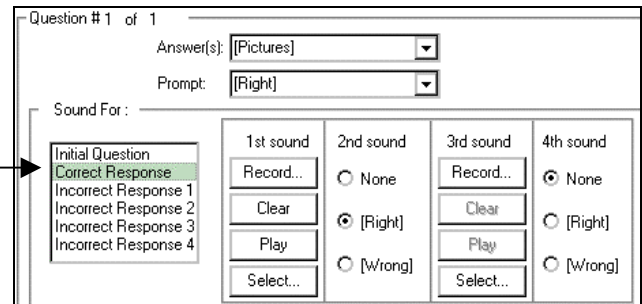 Question # 1 of 1
Answer(s): [Pictures]
Prompt: [Right]
Sound For :
Initial Question
Correct Response
Incorrect Response 1
Incorrect Response 2
Incorrect Response 3
Incorrect Response 4
1st sound
Record...
Clear
Play
Select...
2nd sound
None
[Right]
[Wrong]
3rd sound
Record...
Clear
Play
Select...
4th sound
None
[Right]
[Wrong]